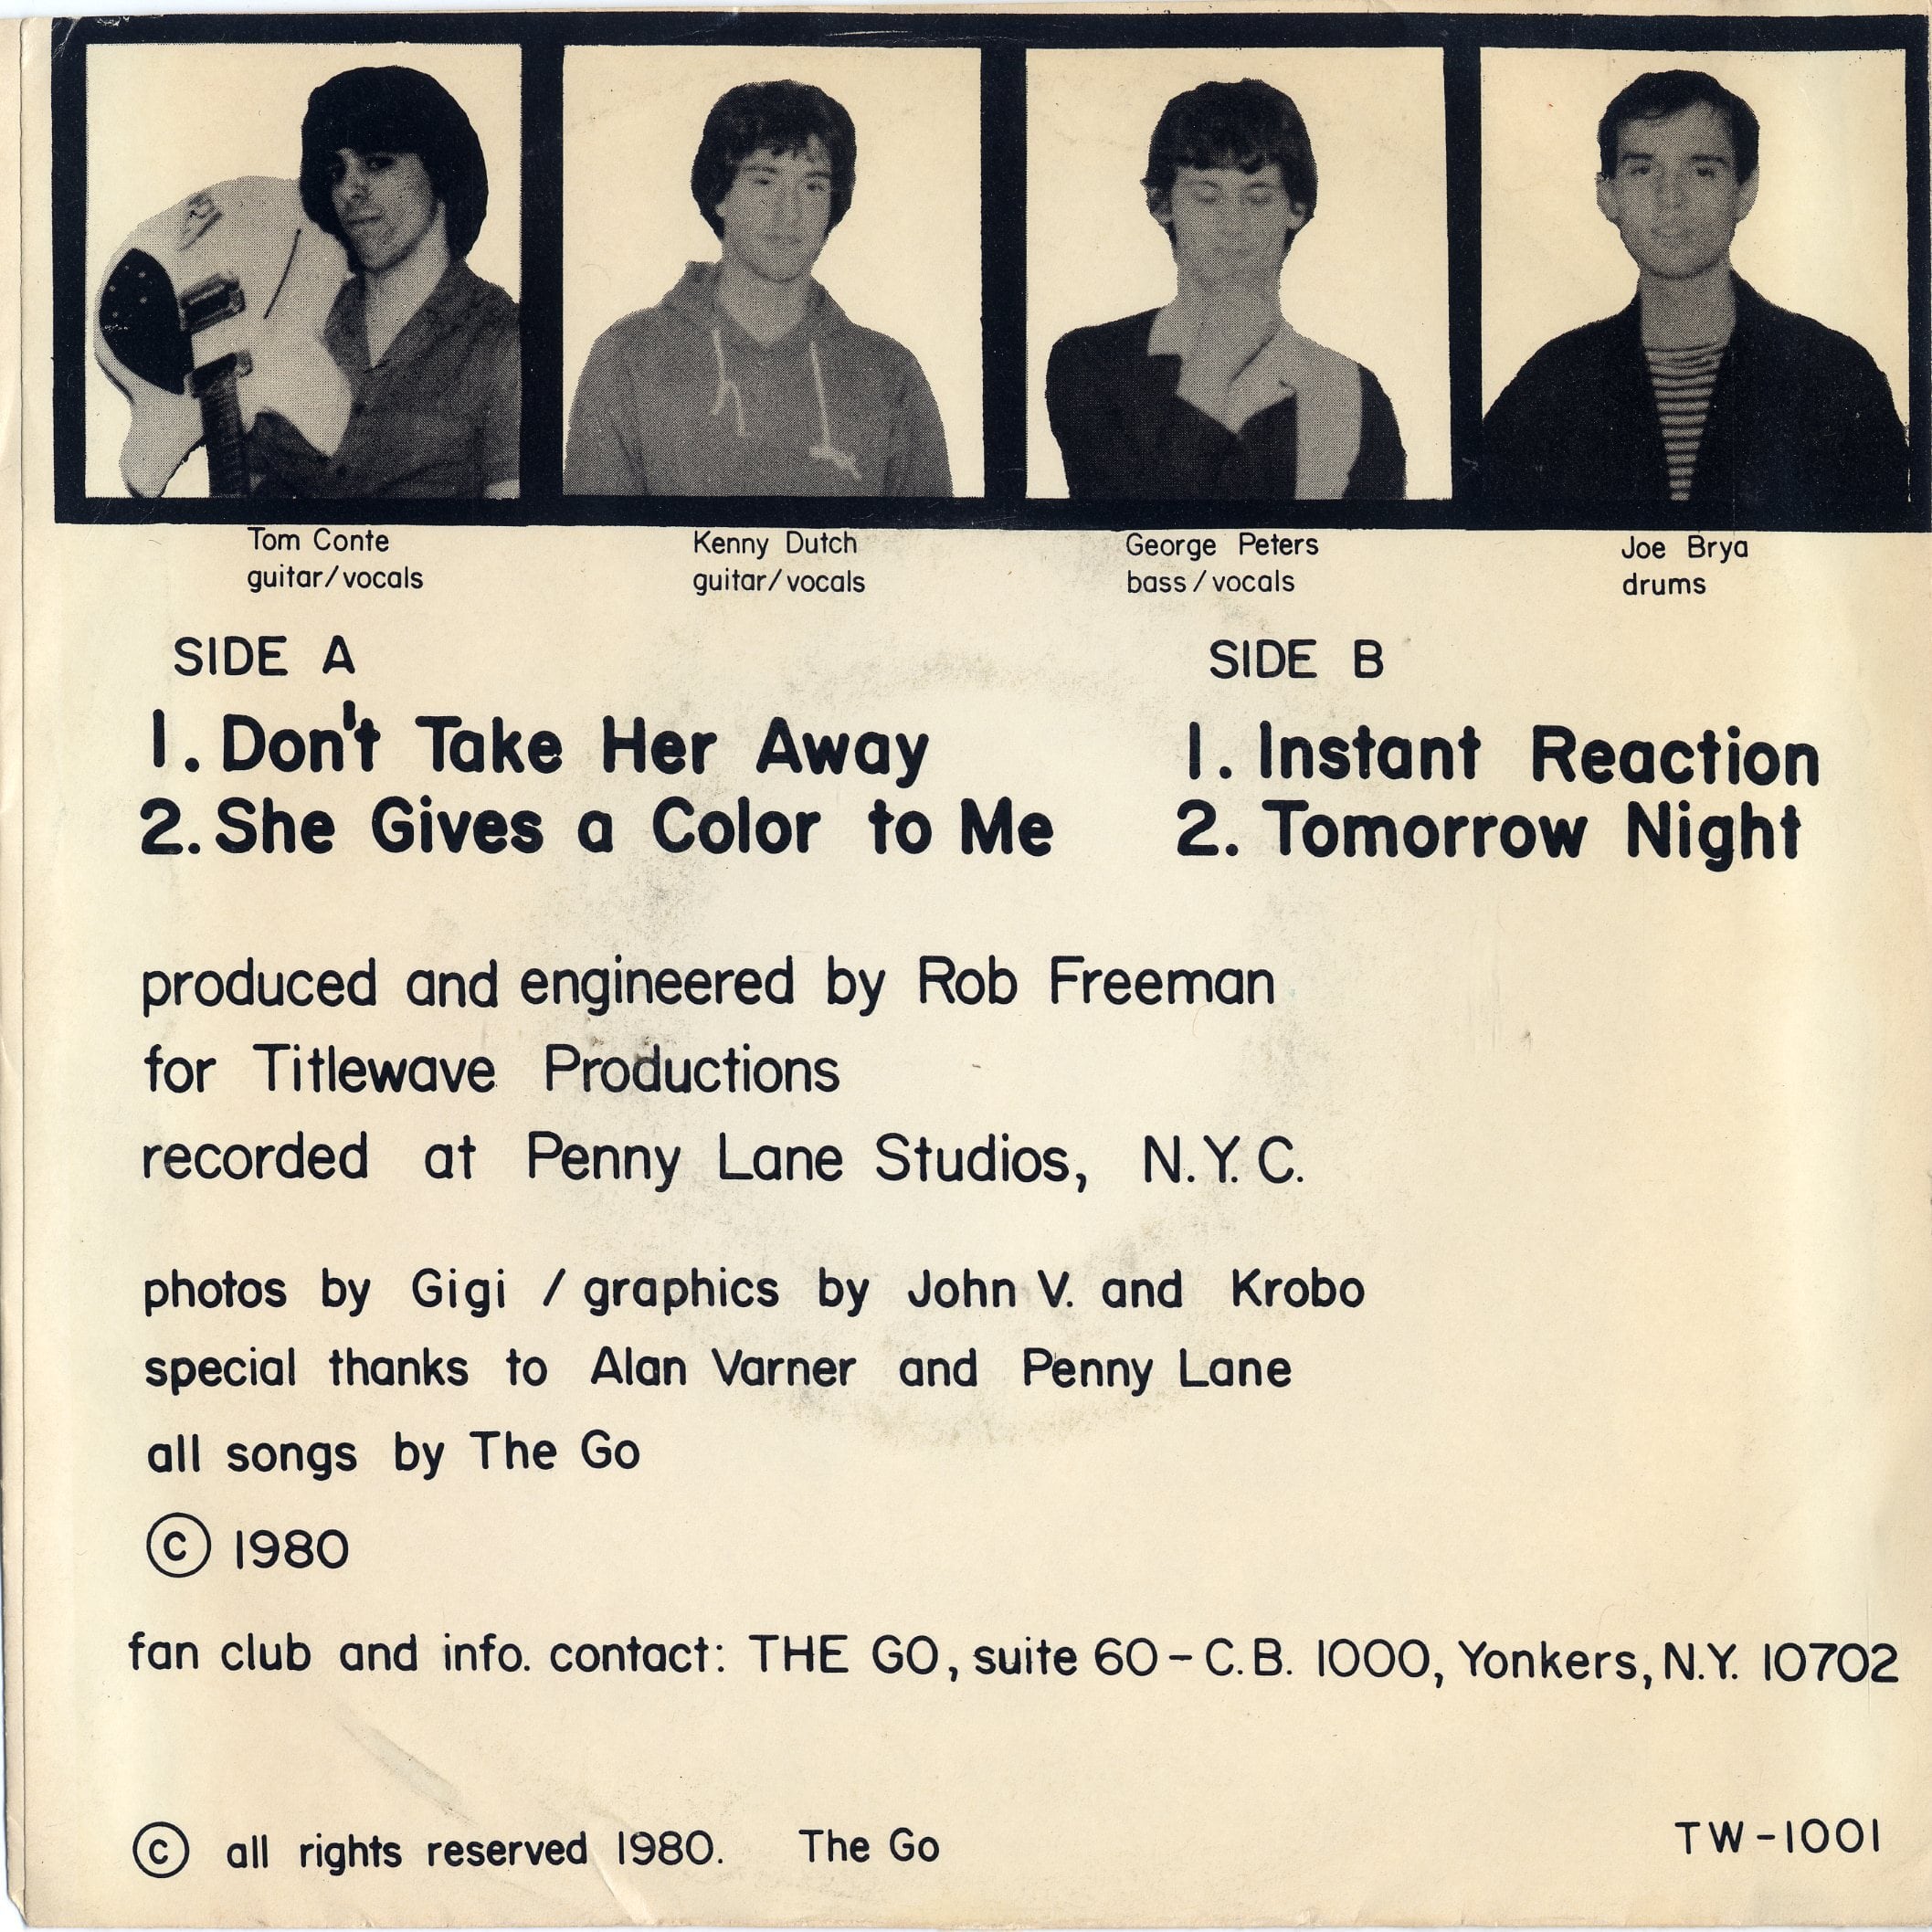 Tom Conte
guitar/vocals
Kenny Dutch
guitar/vocals
George Peters
bass/vocals
Joe Brya
drums
SIDE A
1. Don't Take Her Away
2. She Gives a Color to Me
SIDE B
1. Instant Reaction
2. Tomorrow Night
produced and engineered by Rob Freeman
for Titlewave Productions
recorded at Penny Lane Studios, N.Y.C.
photos by Gigi / graphics by John V. and Krobo
special thanks to Alan Varner and Penny Lane
all songs by The Go
© 1980
fan club and info. contact: THE GO, suite 60-C.B. 1000, Yonkers, N.Y. 10702
© all rights reserved 1980. The Go
TW-1001